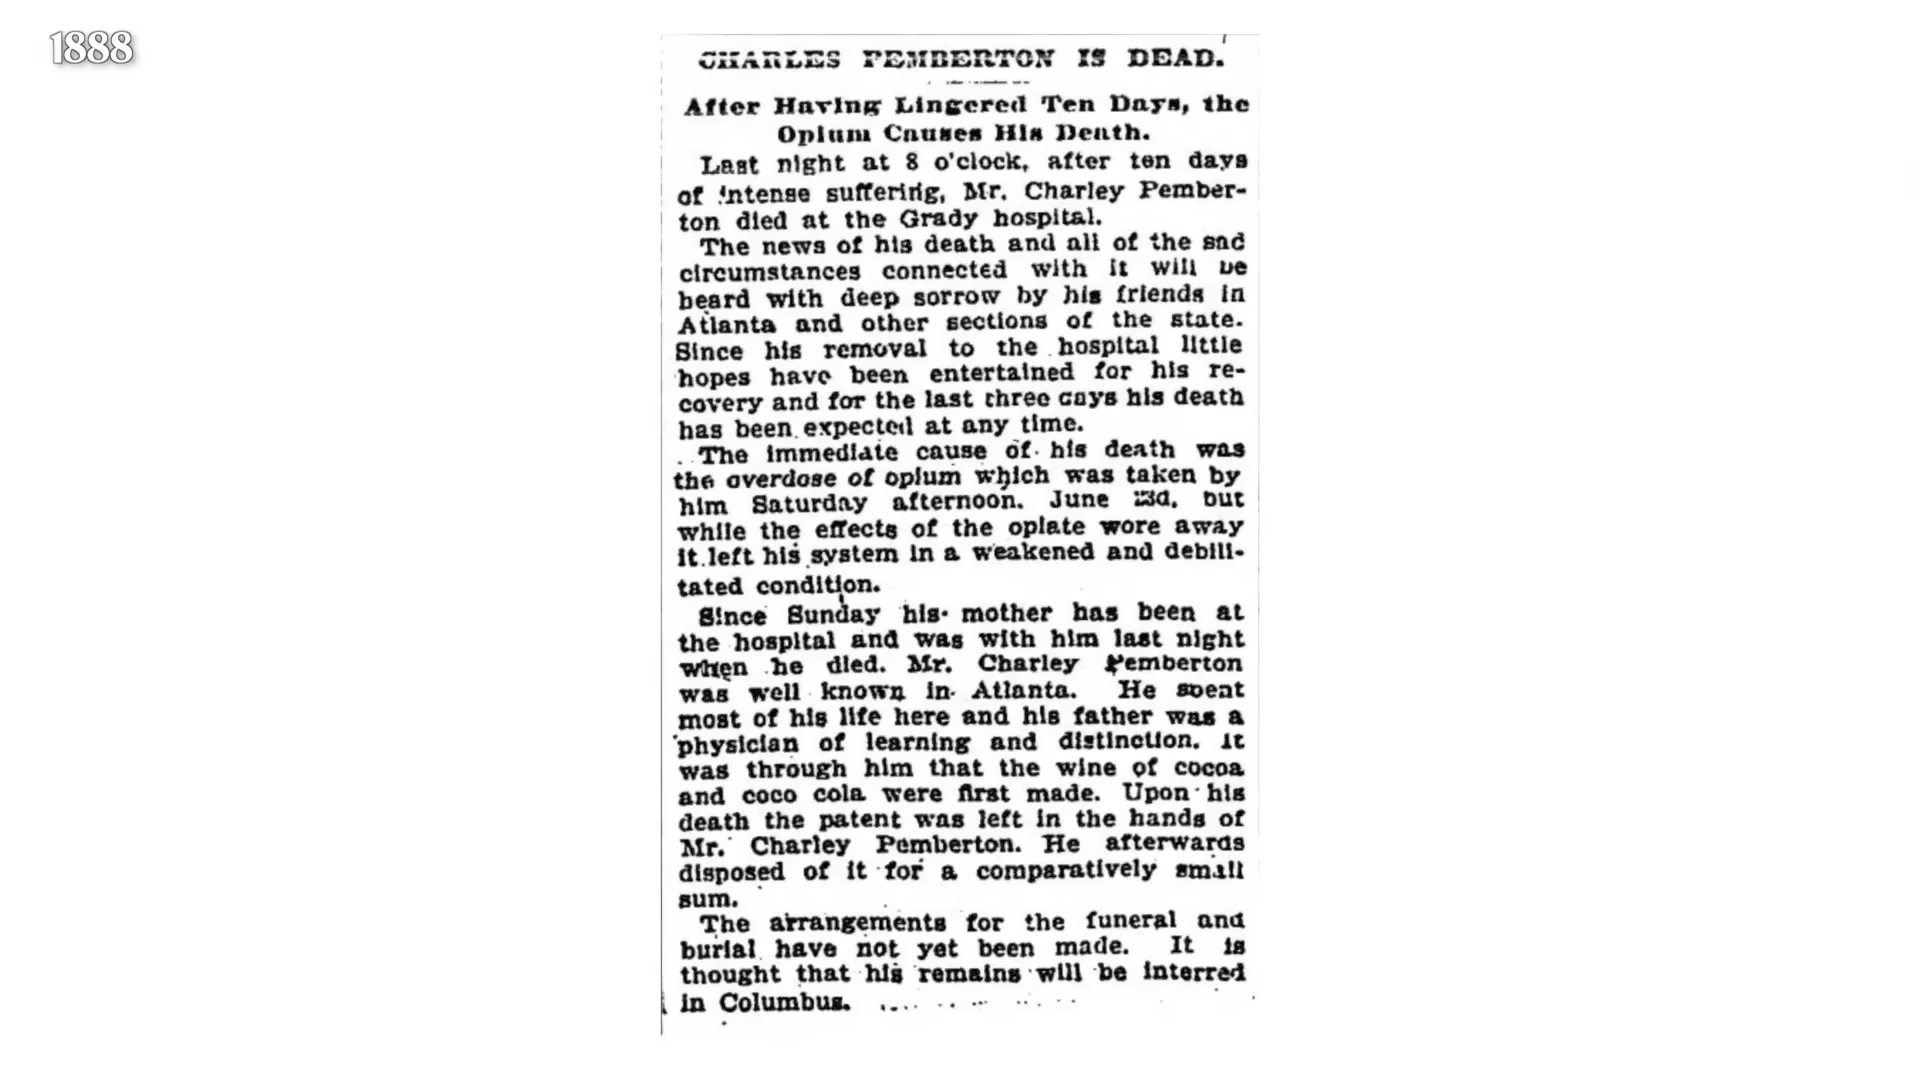 1888
CHARLES PEMBERTON IS DEAD.
After Having Lingered Ten Days, the
Opium Causes His Death.
Last night at 8 o'clock, after ten days
of intense suffering, Mr. Charley Pember-
ton died at the Grady hospital.
The news of his death and all of the sad
circumstances connected with it will be
heard with deep sorrow by his friends in
Atlanta and other sections of the state.
Since his removal to the hospital little
hopes have been entertained for his re-
covery and for the last three days his death
has been expected at any time.
The immediate cause of his death was
the overdose of opium which was taken by
him Saturday afternoon, June 23d, but
while the effects of the opiate wore away
it left his system in a weakened and debili-
tated condition.
Since Sunday his mother has been at
the hospital and was with him last night
when he died. Mr. Charley Pemberton
was well known in Atlanta. He spent
most of his life here and his father was a
physician of learning and distinction. It
was through him that the wine of cocoa
and coco cola were first made. Upon his
death the patent was left in the hands of
Mr. Charley Pemberton. He afterwards
disposed of it for a comparatively small
sum.
The arrangements for the funeral and
burial have not yet been made. It is
thought that his remains will be interred
in Columbus.